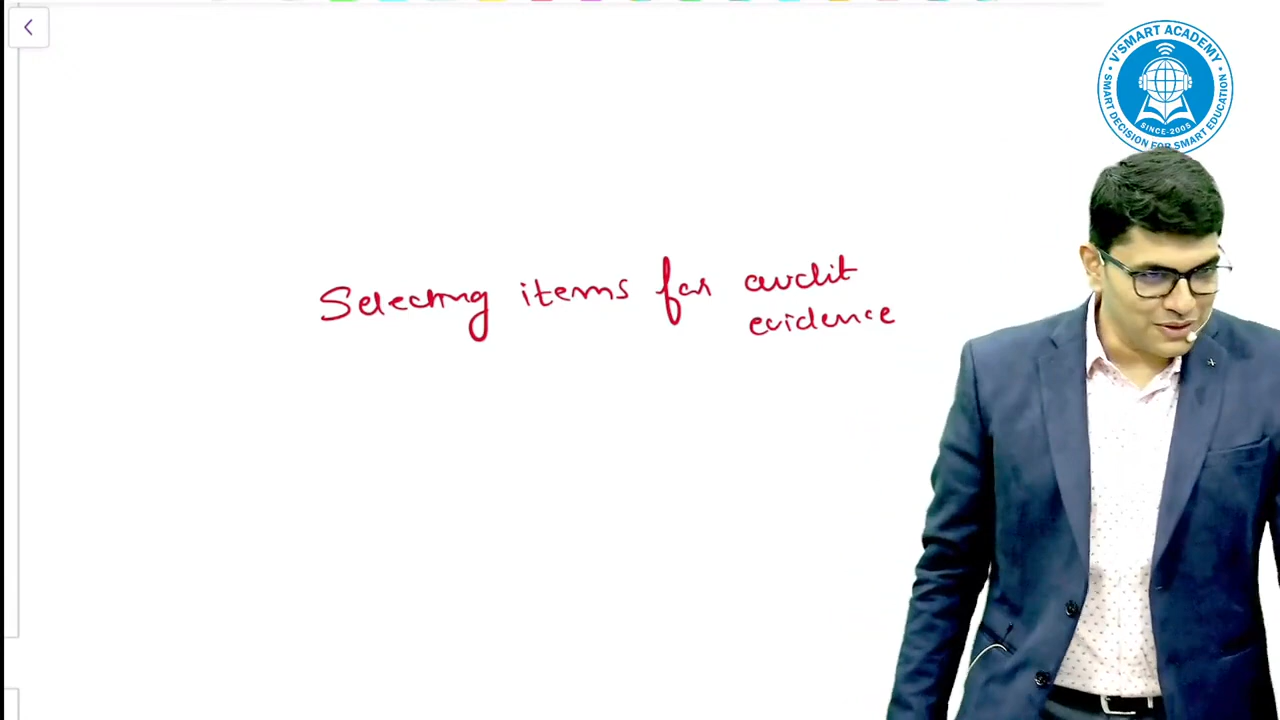 V'SMART ACADEMY
SMART DECISION FOR SMART EDUCATION
SINCE-2005
Selecting items for audit
evidence